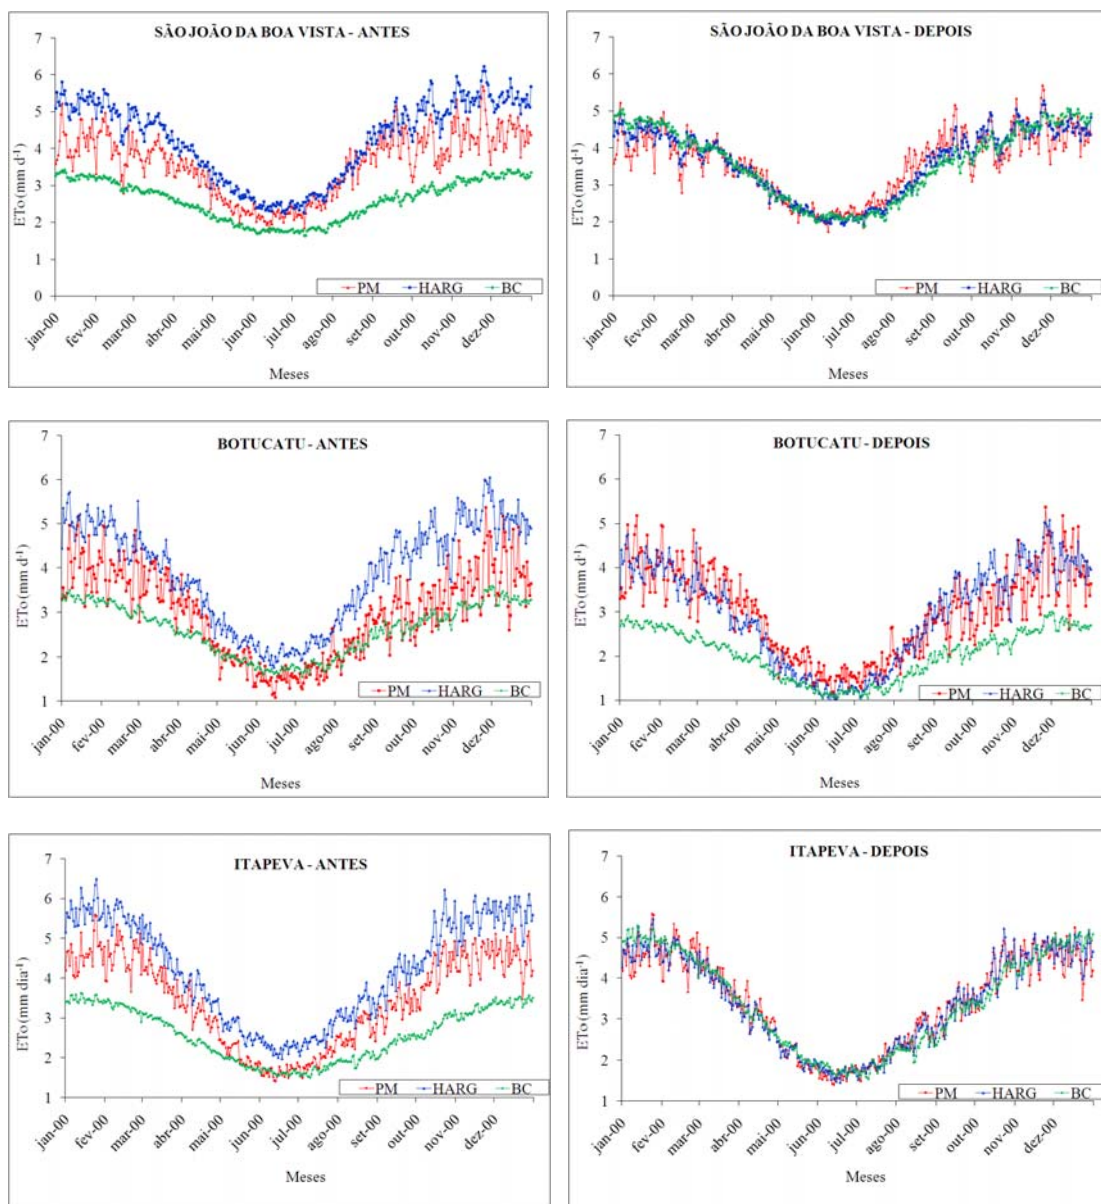 SÃO JOÃO DA BOA VISTA - ANTES
7
6
5
4
3
2
1
0
ETo (mm d-1)
PM HARG BC
jan-00 fev-00 mar-00 abr-00 mai-00 jun-00 jul-00 ago-00 set-00 out-00 nov-00 dez-00
Meses
SÃO JOÃO DA BOA VISTA - DEPOIS
7
6
5
4
3
2
1
0
ETo (mm d-1)
PM HARG BC
jan-00 fev-00 mar-00 abr-00 mai-00 jun-00 jul-00 ago-00 set-00 out-00 nov-00 dez-00
Meses
BOTUCATU - ANTES
7
6
5
4
3
2
1
ETo (mm d-1)
PM HARG BC
jan-00 fev-00 mar-00 abr-00 mai-00 jun-00 jul-00 ago-00 set-00 out-00 nov-00 dez-00
Meses
BOTUCATU - DEPOIS
7
6
5
4
3
2
1
ETo (mm d-1)
PM HARG BC
jan-00 fev-00 mar-00 abr-00 mai-00 jun-00 jul-00 ago-00 set-00 out-00 nov-00 dez-00
Meses
ITAPEVA - ANTES
7
6
5
4
3
2
1
ETo (mm dia-1)
PM HARG BC
jan-00 fev-00 mar-00 abr-00 mai-00 jun-00 jul-00 ago-00 set-00 out-00 nov-00 dez-00
Meses
ITAPEVA - DEPOIS
7
6
5
4
3
2
1
ETo (mm dia-1)
PM HARG BC
jan-00 fev-00 mar-00 abr-00 mai-00 jun-00 jul-00 ago-00 set-00 out-00 nov-00 dez-00
Meses